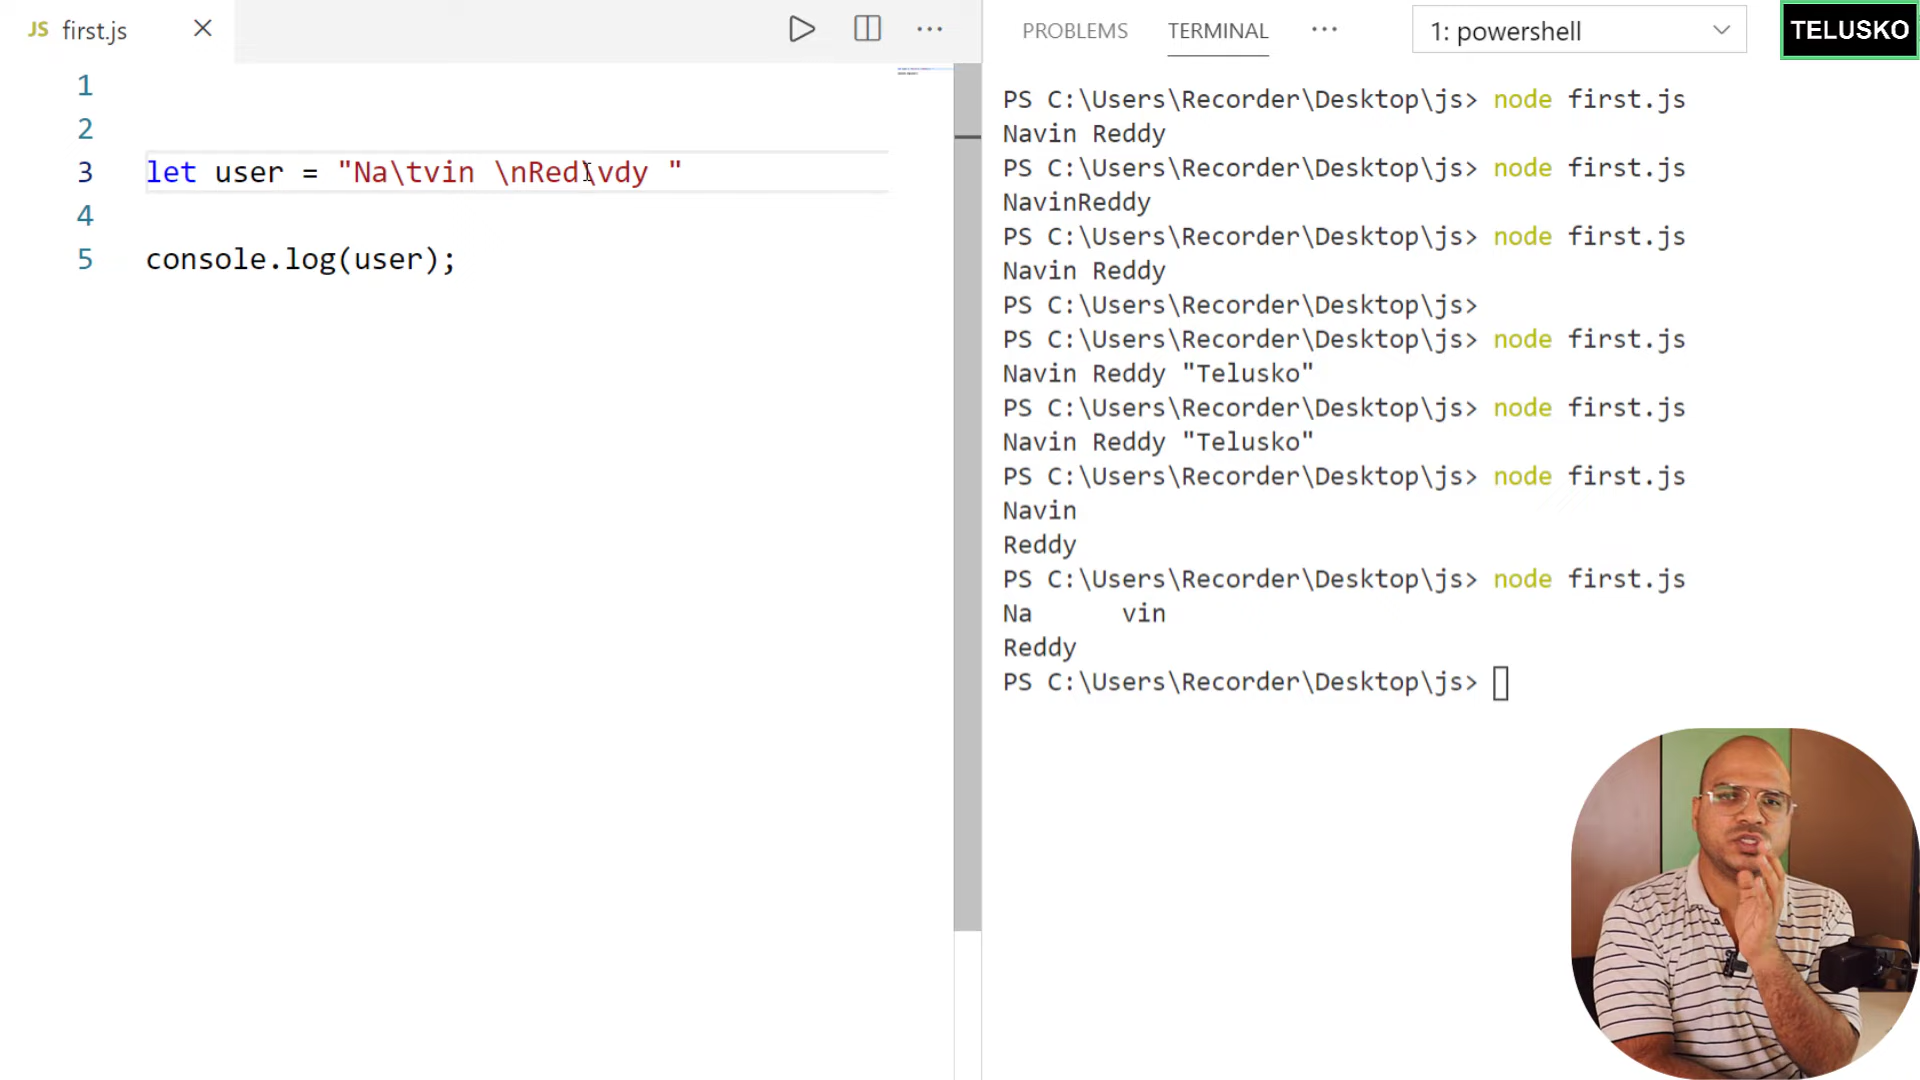 JS first.js
1
2
3 let user = "Na\tvin \nRed\vdy "
4
5 console.log(user);
PROBLEMS TERMINAL ··· 1: powershell
TELUSKO
PS C:\Users\Recorder\Desktop\js> node first.js
Navin Reddy
PS C:\Users\Recorder\Desktop\js> node first.js
NavinReddy
PS C:\Users\Recorder\Desktop\js> node first.js
Navin Reddy
PS C:\Users\Recorder\Desktop\js>
PS C:\Users\Recorder\Desktop\js> node first.js
Navin Reddy "Telusko"
PS C:\Users\Recorder\Desktop\js> node first.js
Navin Reddy "Telusko"
PS C:\Users\Recorder\Desktop\js> node first.js
Navin
Reddy
PS C:\Users\Recorder\Desktop\js> node first.js
Na      vin
Reddy
PS C:\Users\Recorder\Desktop\js>